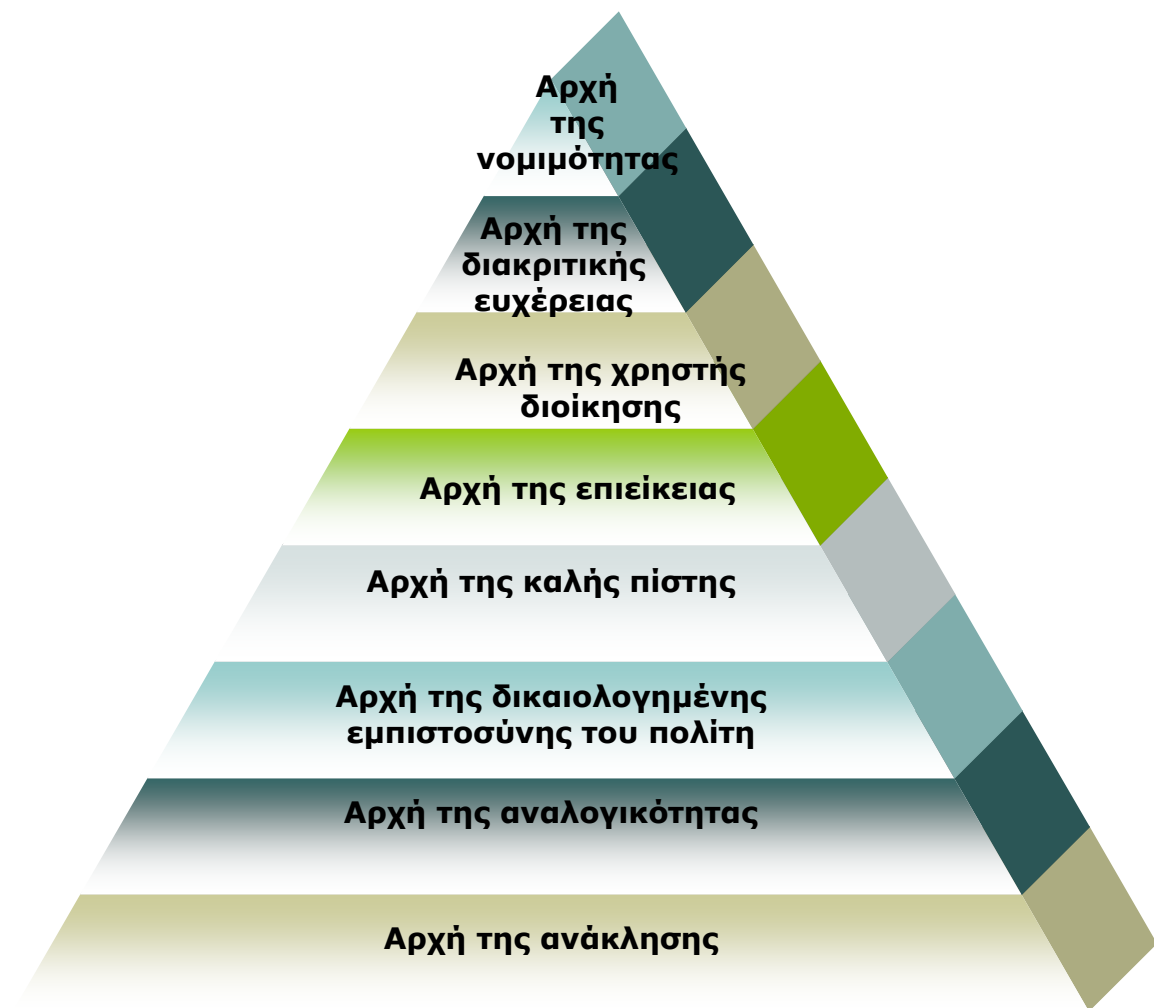 Αρχή
της
νομιμότητας
Αρχή της
διακριτικής
ευχέρειας
Αρχή της χρηστής
διοίκησης
Αρχή της επιείκειας
Αρχή της καλής πίστης
Αρχή της δικαιολογημένης
εμπιστοσύνης του πολίτη
Αρχή της αναλογικότητας
Αρχή της ανάκλησης